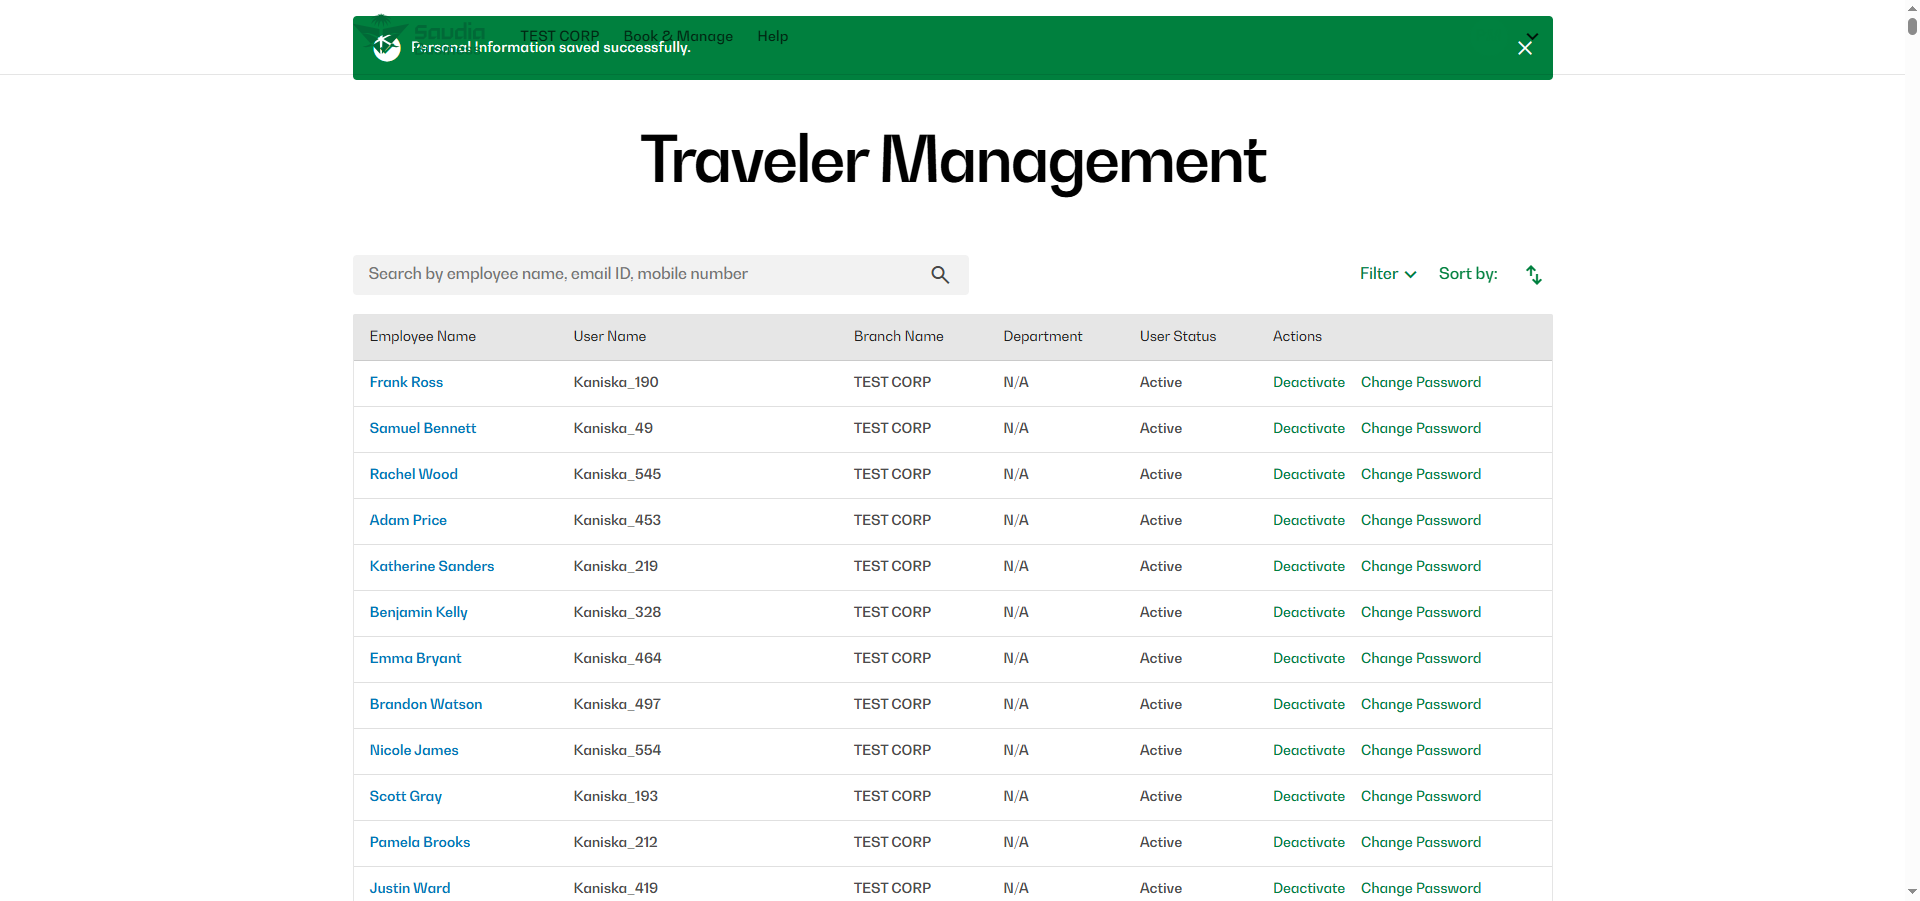 Saudia
TEST CORP Book & Manage Help
Personal Information saved successfully.
Traveler Management
Search by employee name, email ID, mobile number
Filter Sort by:
Employee Name User Name Branch Name Department User Status Actions
Frank Ross Kaniska_190 TEST CORP N/A Active Deactivate Change Password
Samuel Bennett Kaniska_49 TEST CORP N/A Active Deactivate Change Password
Rachel Wood Kaniska_545 TEST CORP N/A Active Deactivate Change Password
Adam Price Kaniska_453 TEST CORP N/A Active Deactivate Change Password
Katherine Sanders Kaniska_219 TEST CORP N/A Active Deactivate Change Password
Benjamin Kelly Kaniska_328 TEST CORP N/A Active Deactivate Change Password
Emma Bryant Kaniska_464 TEST CORP N/A Active Deactivate Change Password
Brandon Watson Kaniska_497 TEST CORP N/A Active Deactivate Change Password
Nicole James Kaniska_554 TEST CORP N/A Active Deactivate Change Password
Scott Gray Kaniska_193 TEST CORP N/A Active Deactivate Change Password
Pamela Brooks Kaniska_212 TEST CORP N/A Active Deactivate Change Password
Justin Ward Kaniska_419 TEST CORP N/A Active Deactivate Change Password